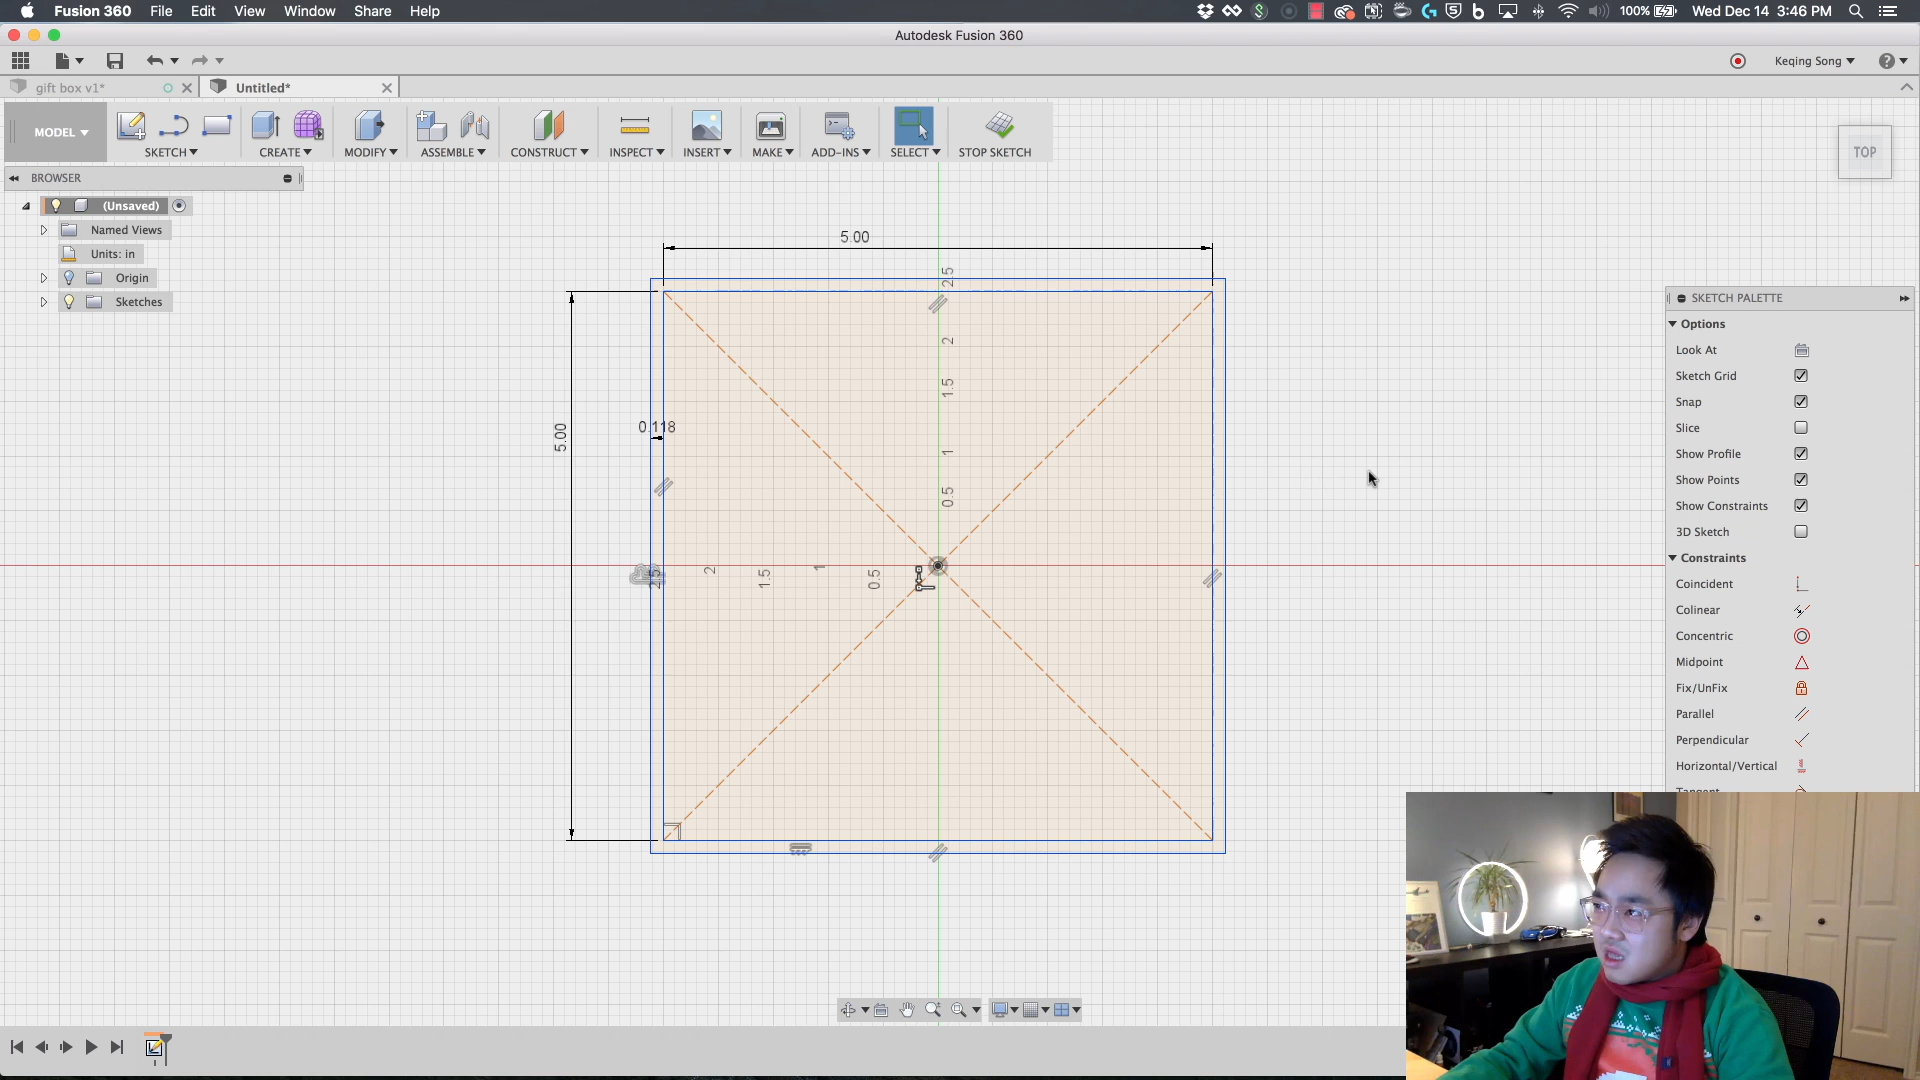 Fusion 360 File Edit View Window Share Help
100% Wed Dec 14 3:46 PM
Autodesk Fusion 360
Keqing Song
gift box v1* Untitled*
MODEL SKETCH CREATE MODIFY ASSEMBLE CONSTRUCT INSPECT INSERT MAKE ADD-INS SELECT STOP SKETCH
TOP
BROWSER
(Unsaved)
Named Views
Units: in
Origin
Sketches
5.00
2.5
2
1.5
1
0.5
5.00
0.118
2.5 2 1.5 1 0.5
SKETCH PALETTE
Options
Look At
Sketch Grid
Snap
Slice
Show Profile
Show Points
Show Constraints
3D Sketch
Constraints
Coincident
Colinear
Concentric
Midpoint
Fix/UnFix
Parallel
Perpendicular
Horizontal/Vertical
Tangent